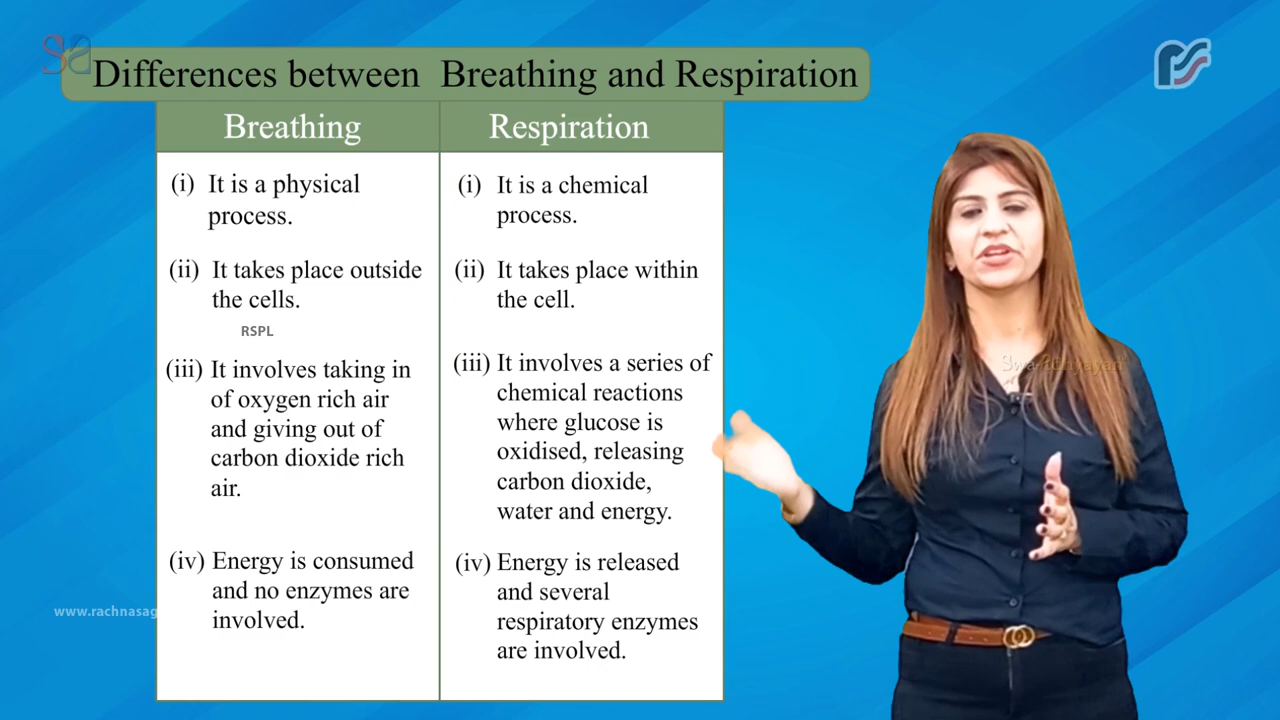 sa
Differences between Breathing and Respiration
Breathing
(i) It is a physical
process.
(ii) It takes place outside
the cells.
RSPL
(iii) It involves taking in
of oxygen rich air
and giving out of
carbon dioxide rich
air.
(iv) Energy is consumed
and no enzymes are
involved.
Respiration
(i) It is a chemical
process.
(ii) It takes place within
the cell.
(iii) It involves a series of
chemical reactions
where glucose is
oxidised, releasing
carbon dioxide,
water and energy.
(iv) Energy is released
and several
respiratory enzymes
are involved.
www.rachnasag